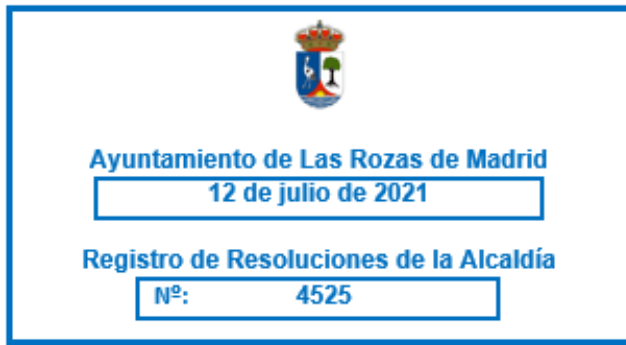 Ayuntamiento de Las Rozas de Madrid
12 de julio de 2021
Registro de Resoluciones de la Alcaldía
Nº: 4525